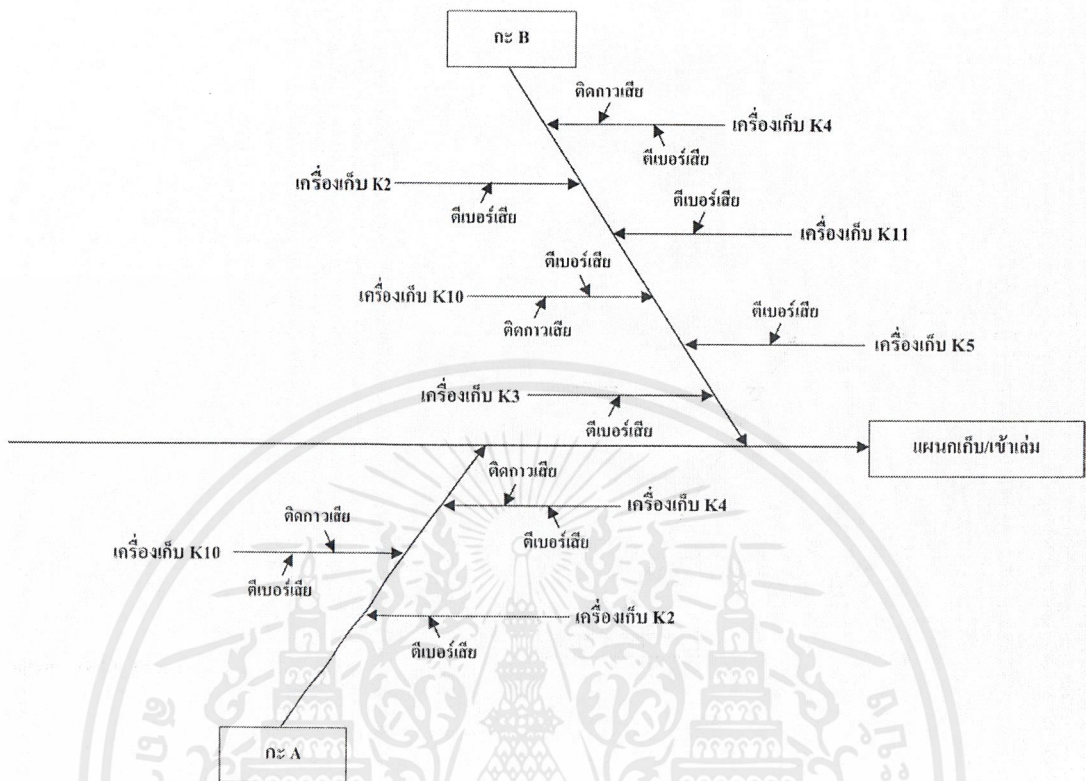 กะ B
ติดกาวเสีย
เครื่องเก็บ K4
ตีเบอร์เสีย
เครื่องเก็บ K2
ตีเบอร์เสีย
ตีเบอร์เสีย
เครื่องเก็บ K11
ตีเบอร์เสีย
เครื่องเก็บ K10
ติดกาวเสีย
ตีเบอร์เสีย
เครื่องเก็บ K5
เครื่องเก็บ K3
ตีเบอร์เสีย
แผนกเก็บ/เข้าเล่ม
ติดกาวเสีย
เครื่องเก็บ K4
ตีเบอร์เสีย
ติดกาวเสีย
เครื่องเก็บ K10
ตีเบอร์เสีย
เครื่องเก็บ K2
ตีเบอร์เสีย
กะ A